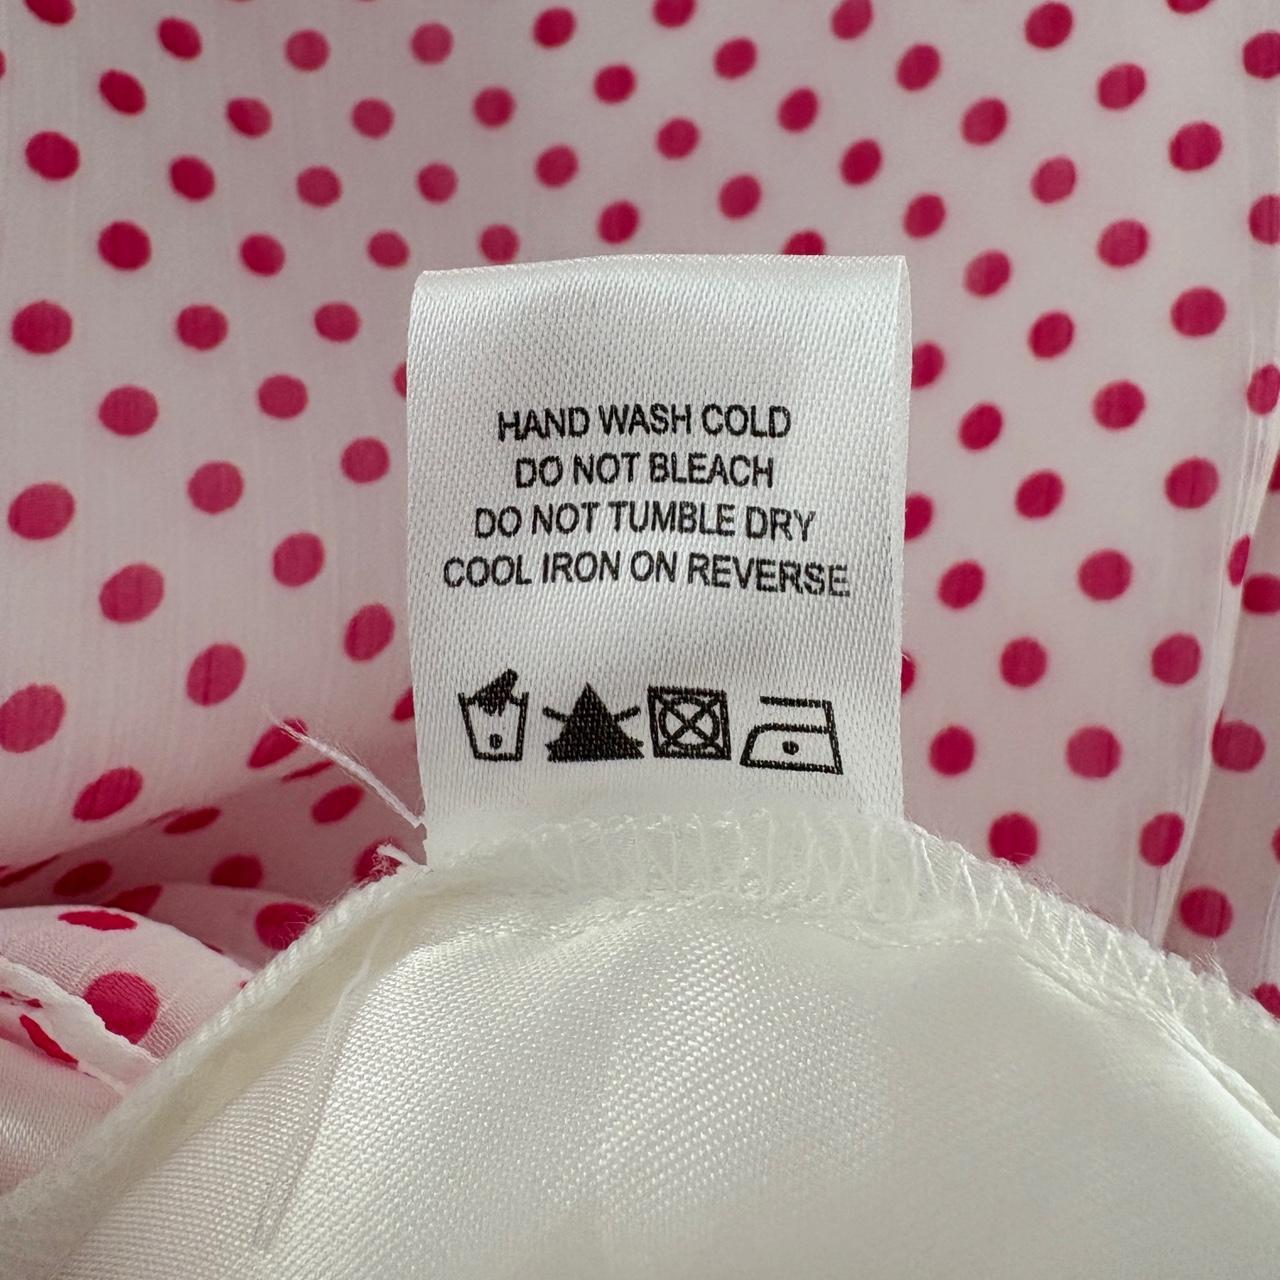 HAND WASH COLD
DO NOT BLEACH
DO NOT TUMBLE DRY
COOL IRON ON REVERSE